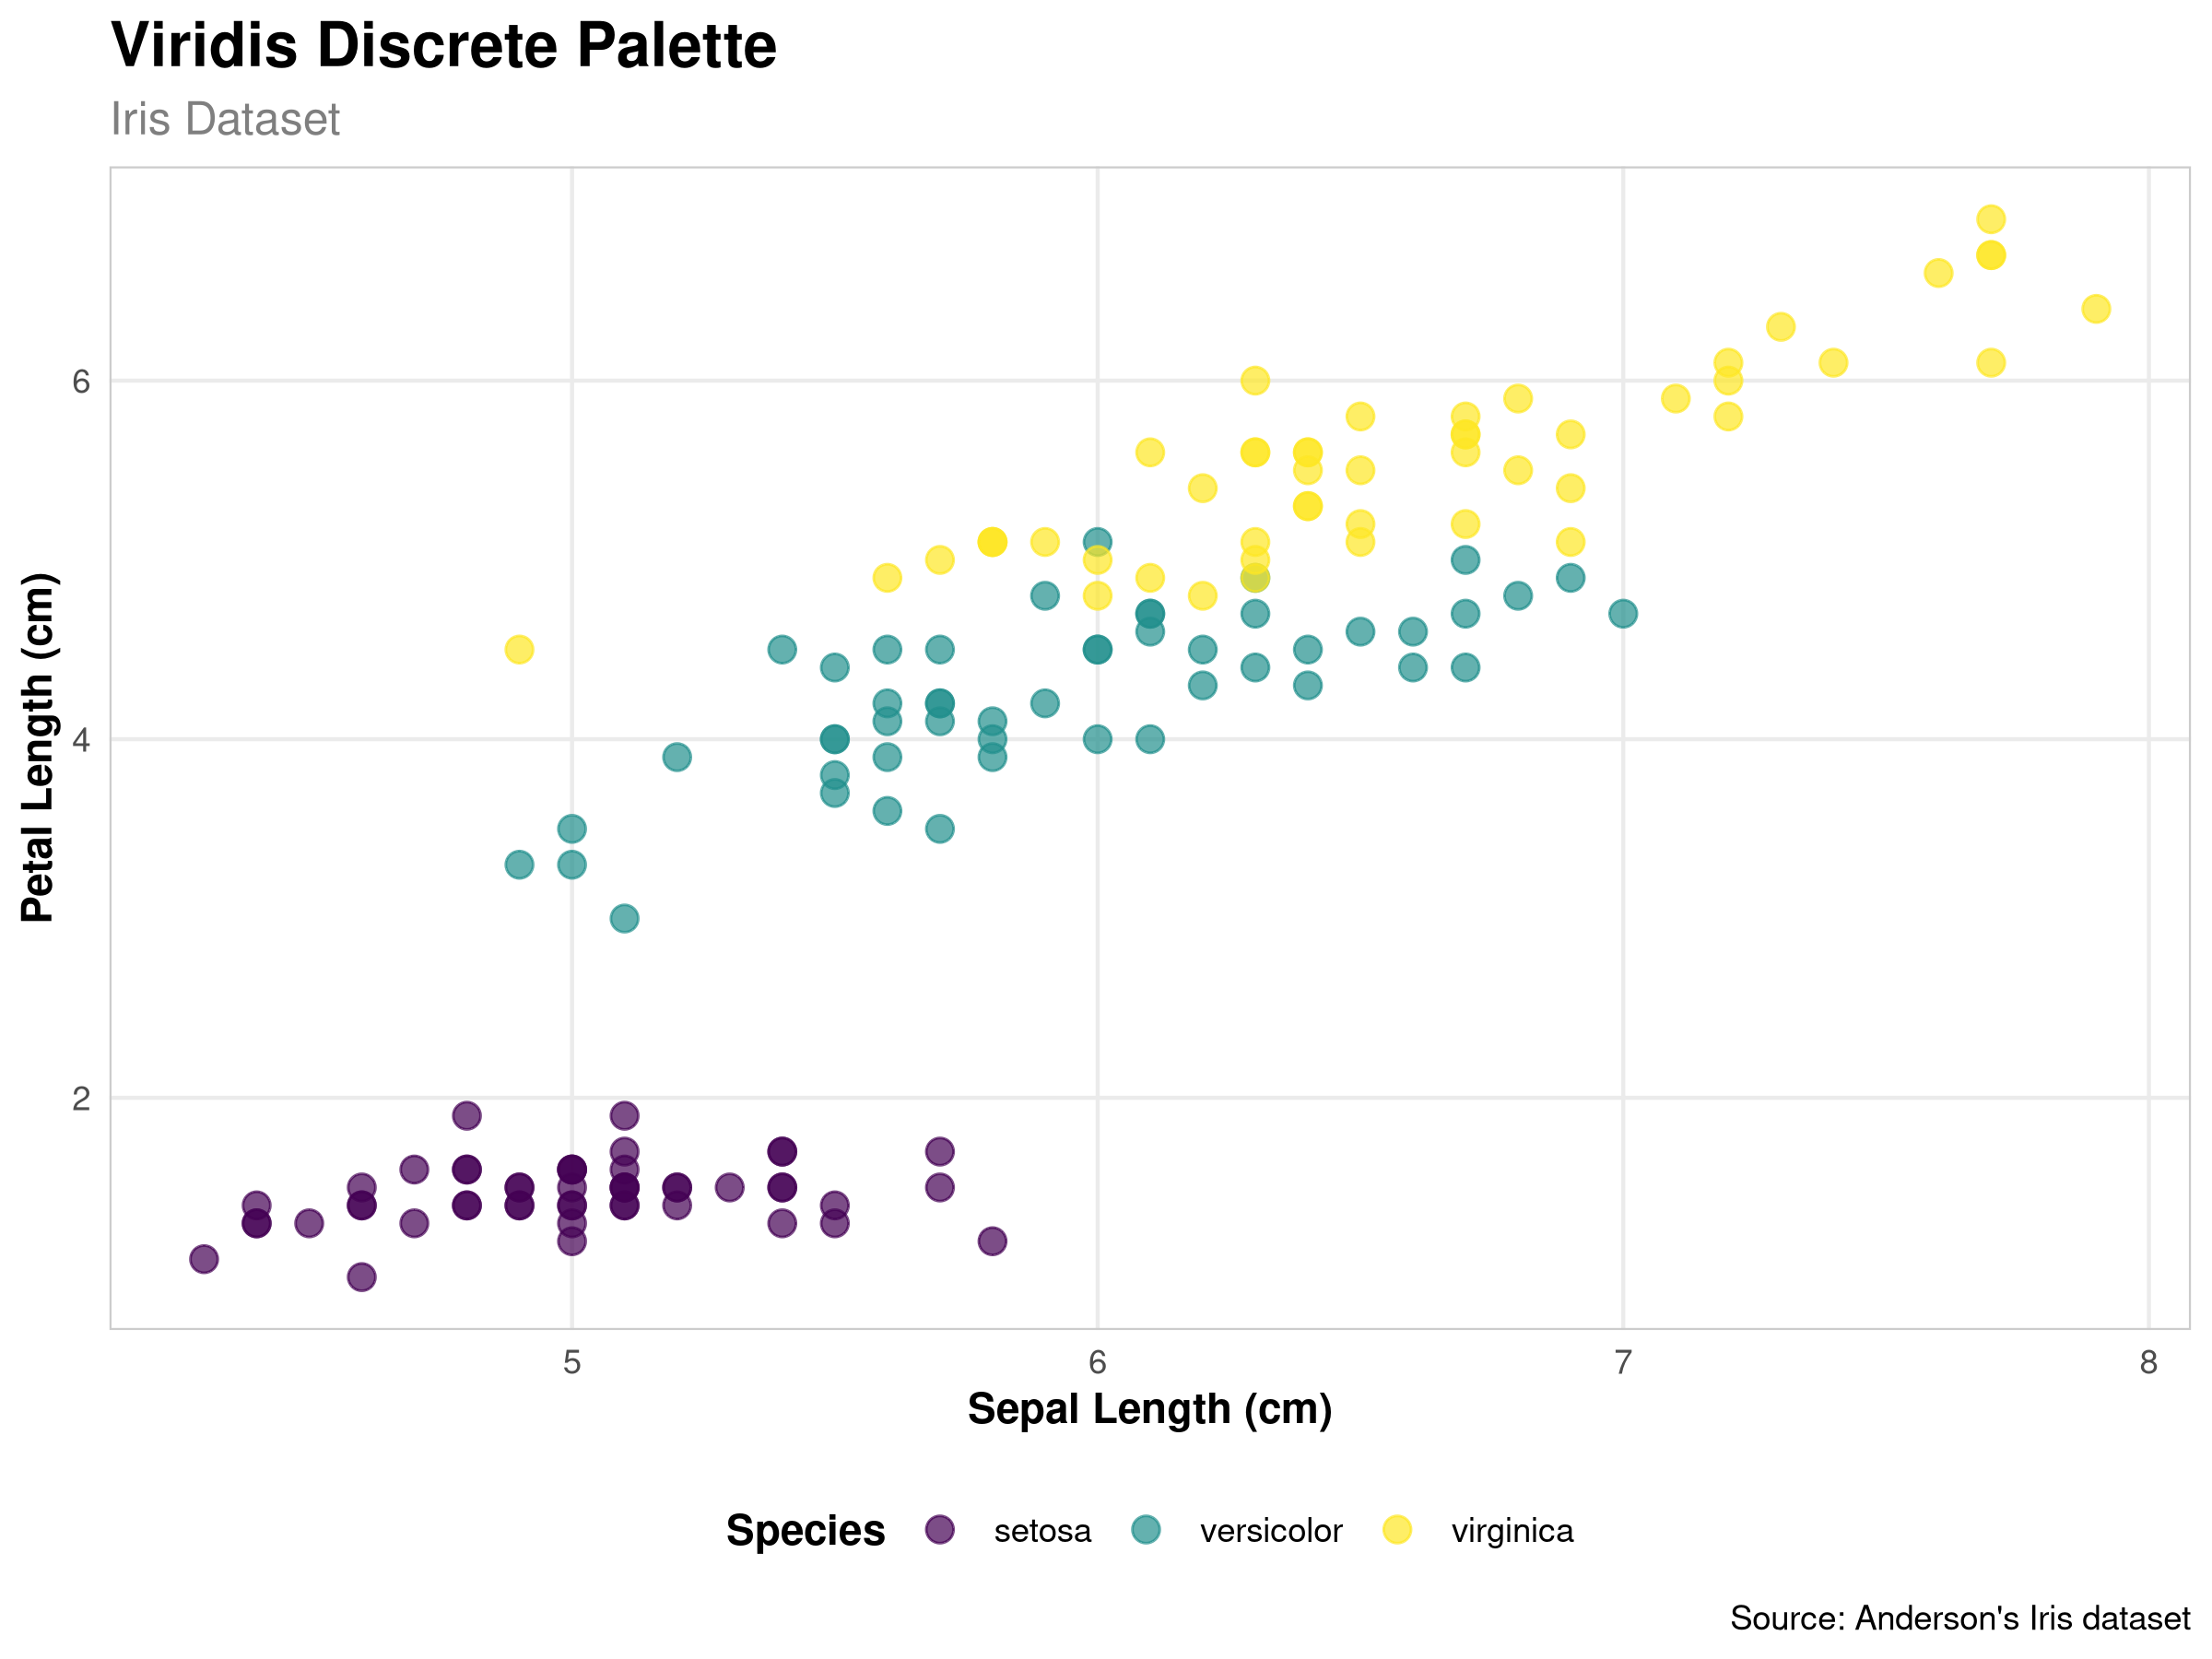 Viridis Discrete Palette
Iris Dataset
Petal Length (cm)
6
4
2
5 6 7 8
Sepal Length (cm)
Species setosa versicolor virginica
Source: Anderson's Iris dataset